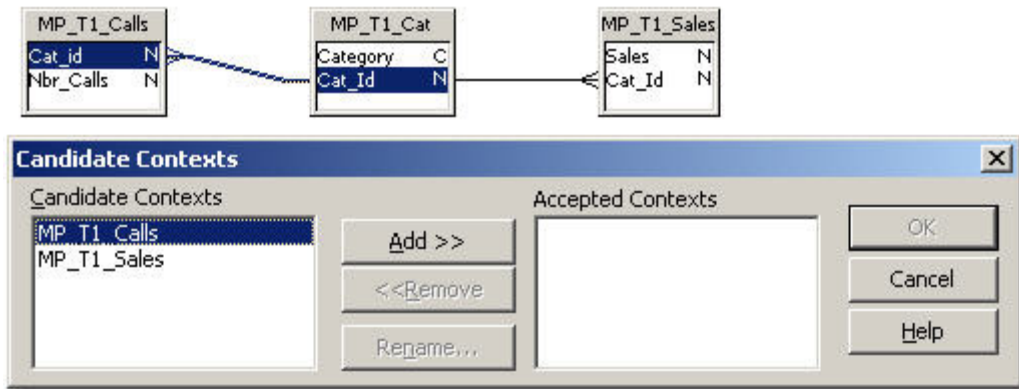 MP_T1_Calls
Cat_id N
Nbr_Calls N
MP_T1_Cat
Category C
Cat_Id N
MP_T1_Sales
Sales N
Cat_Id N
Candidate Contexts
Candidate Contexts
MP_T1_Calls
MP_T1_Sales
Add >>
<<Remove
Rename...
Accepted Contexts
OK
Cancel
Help